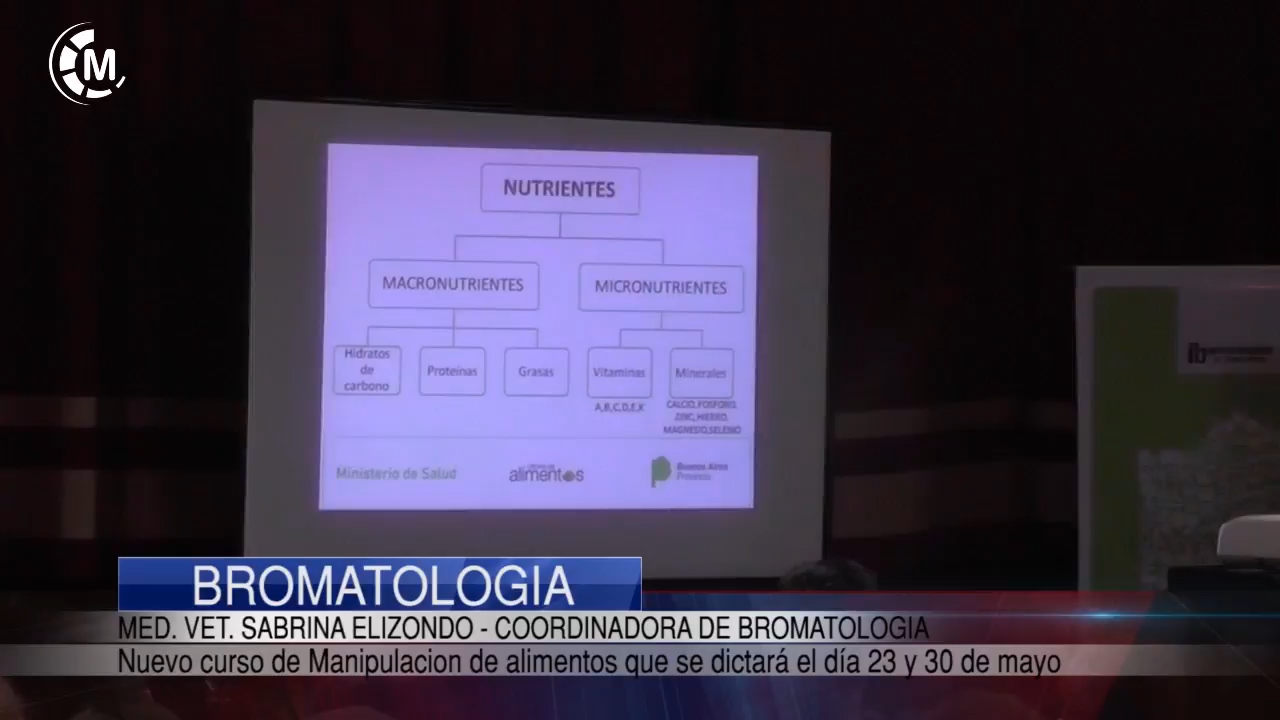 M
NUTRIENTES
MACRONUTRIENTES
MICRONUTRIENTES
Hidratos
de
carbono
Proteínas
Grasas
Vitaminas
Minerales
A,B,C,D,E,K
CALCIO, FOSFORO,
ZINC, HIERRO,
MAGNESIO, SELENIO
Ministerio de Salud
alimentos
Buenos Aires
Provincia
BROMATOLOGIA
MED. VET. SABRINA ELIZONDO - COORDINADORA DE BROMATOLOGIA
Nuevo curso de Manipulacion de alimentos que se dictará el día 23 y 30 de mayo